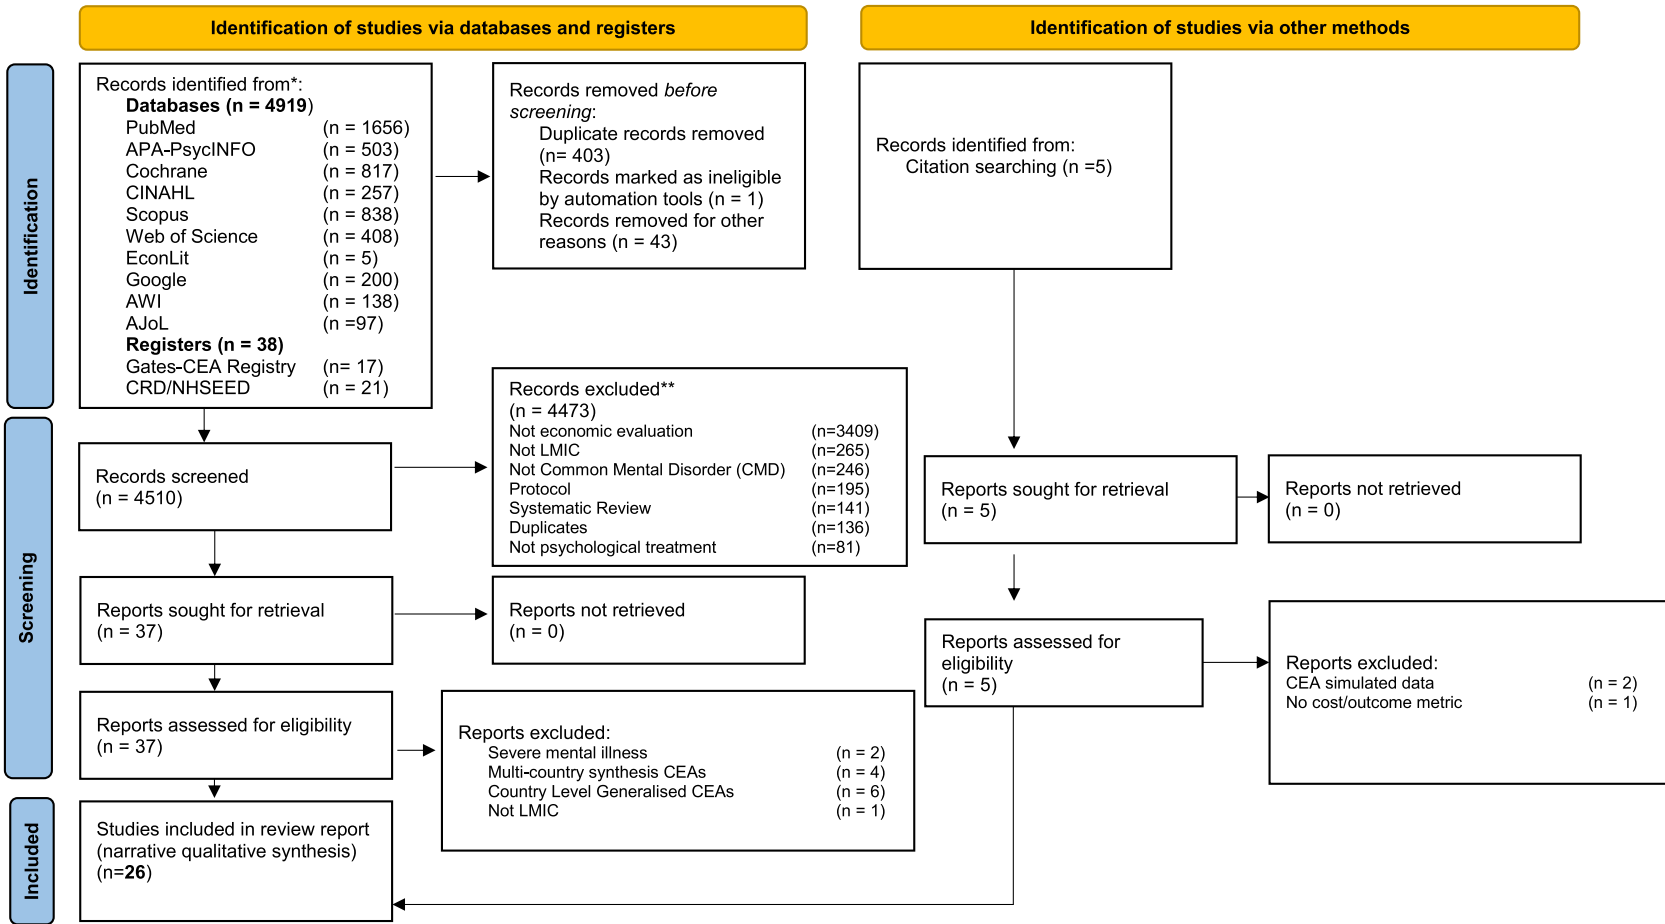 Identification of studies via databases and registers
Identification of studies via other methods
Identification
Records identified from*:
Databases (n = 4919)
PubMed (n = 1656)
APA-PsycINFO (n = 503)
Cochrane (n = 817)
CINAHL (n = 257)
Scopus (n = 838)
Web of Science (n = 408)
EconLit (n = 5)
Google (n = 200)
AWI (n = 138)
AJoL (n =97)
Registers (n = 38)
Gates-CEA Registry (n= 17)
CRD/NHSEED (n = 21)
Records removed before
screening:
Duplicate records removed
(n= 403)
Records marked as ineligible
by automation tools (n = 1)
Records removed for other
reasons (n = 43)
Records identified from:
Citation searching (n =5)
Screening
Records screened
(n = 4510)
Records excluded**
(n = 4473)
Not economic evaluation (n=3409)
Not LMIC (n=265)
Not Common Mental Disorder (CMD) (n=246)
Protocol (n=195)
Systematic Review (n=141)
Duplicates (n=136)
Not psychological treatment (n=81)
Reports sought for retrieval
(n = 5)
Reports not retrieved
(n = 0)
Reports sought for retrieval
(n = 37)
Reports not retrieved
(n = 0)
Reports assessed for
eligibility
(n = 5)
Reports excluded:
CEA simulated data (n = 2)
No cost/outcome metric (n = 1)
Reports assessed for eligibility
(n = 37)
Reports excluded:
Severe mental illness (n = 2)
Multi-country synthesis CEAs (n = 4)
Country Level Generalised CEAs (n = 6)
Not LMIC (n = 1)
Included
Studies included in review report
(narrative qualitative synthesis)
(n=26)